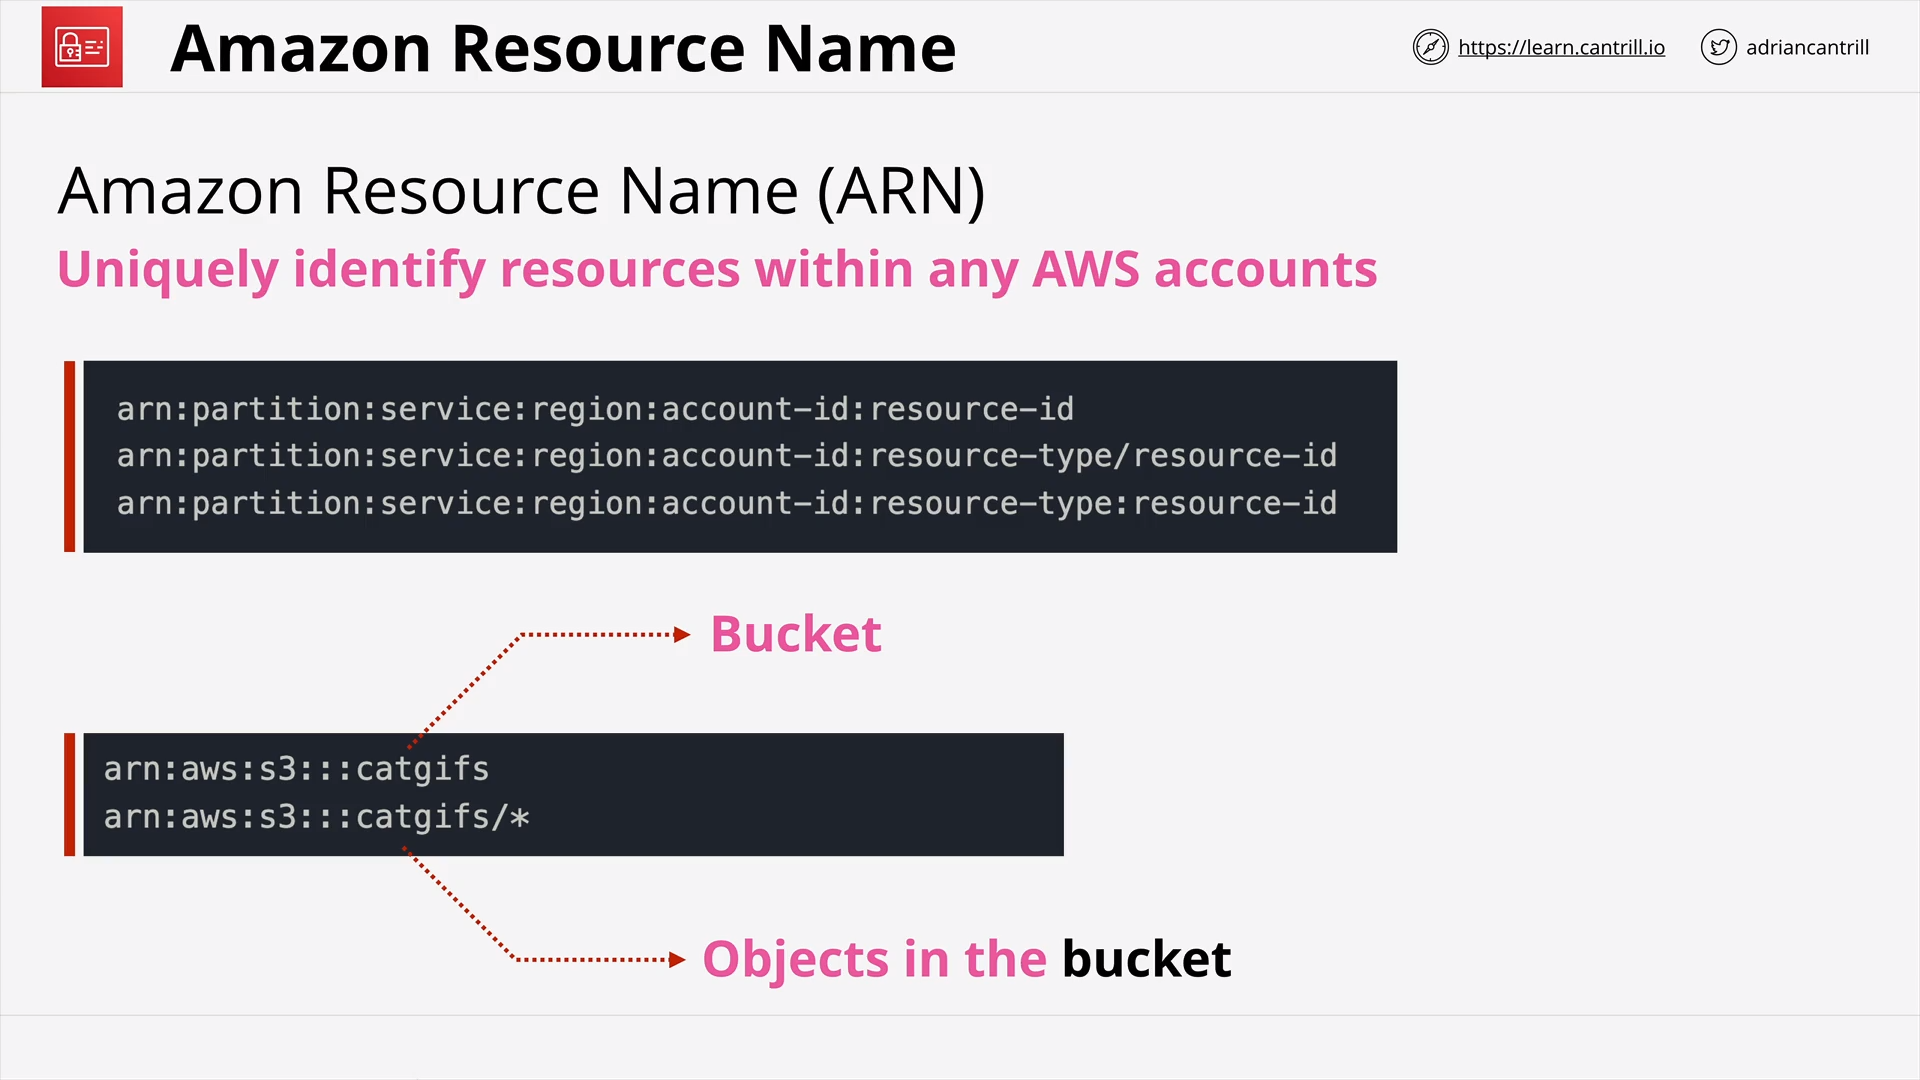 Amazon Resource Name
https://learn.cantrill.io
adriancantrill
Amazon Resource Name (ARN)
Uniquely identify resources within any AWS accounts
arn:partition:service:region:account-id:resource-id
arn:partition:service:region:account-id:resource-type/resource-id
arn:partition:service:region:account-id:resource-type:resource-id
Bucket
arn:aws:s3:::catgifs
arn:aws:s3:::catgifs/*
Objects in the bucket